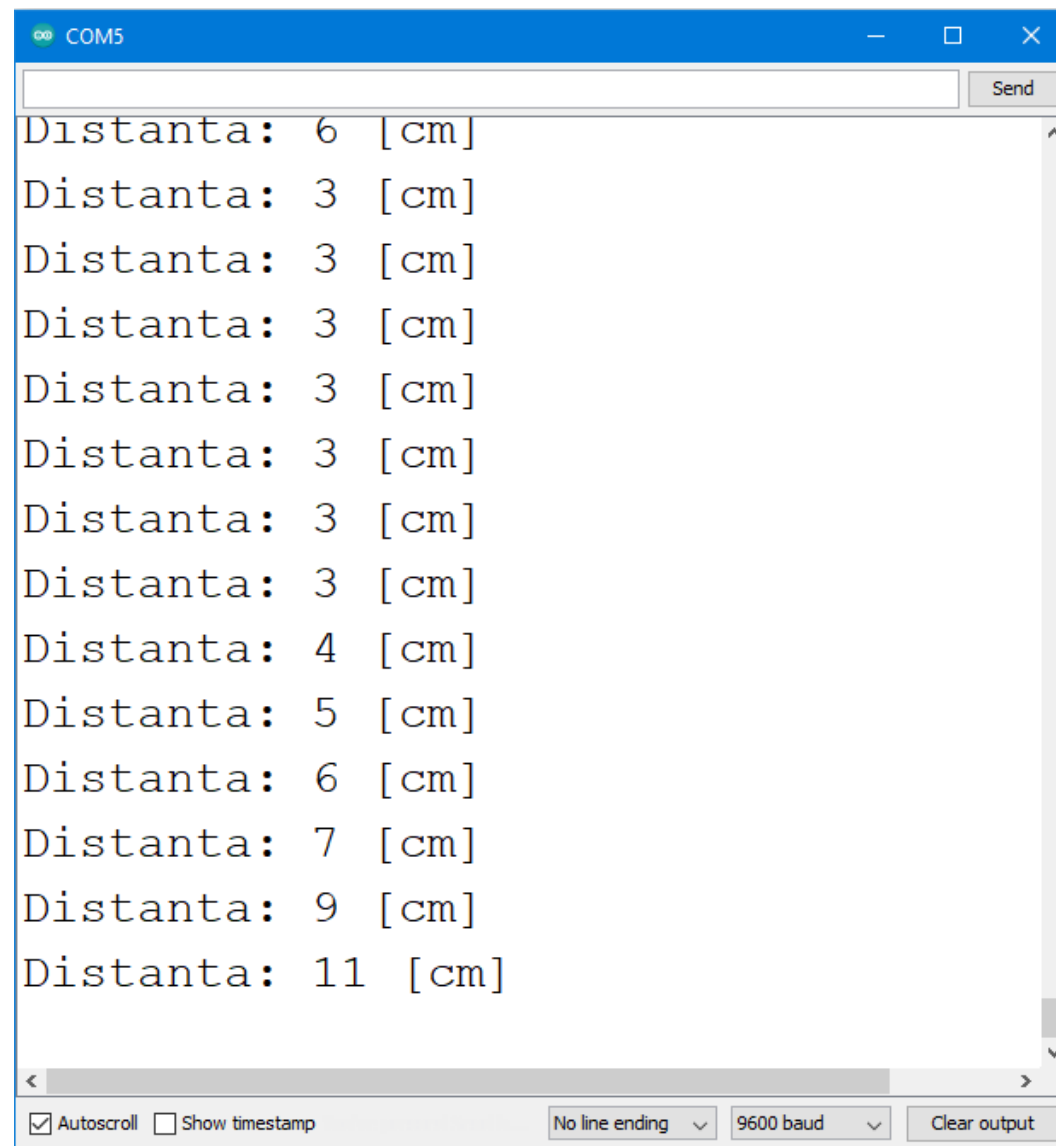 COM5
Send
Distanta: 6 [cm]
Distanta: 3 [cm]
Distanta: 3 [cm]
Distanta: 3 [cm]
Distanta: 3 [cm]
Distanta: 3 [cm]
Distanta: 3 [cm]
Distanta: 3 [cm]
Distanta: 4 [cm]
Distanta: 5 [cm]
Distanta: 6 [cm]
Distanta: 7 [cm]
Distanta: 9 [cm]
Distanta: 11 [cm]
Autoscroll Show timestamp No line ending 9600 baud Clear output